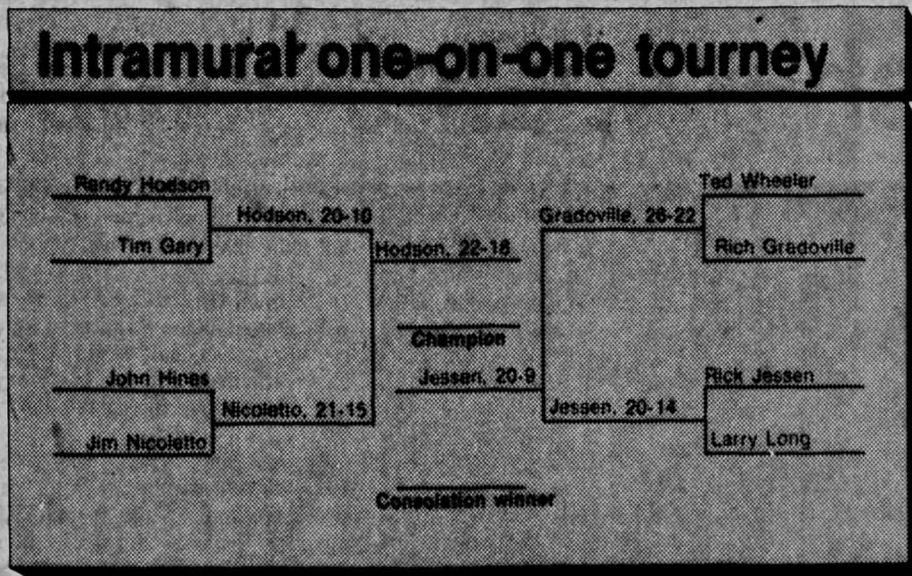 Intramural one-on-one tourney
Randy Hodson
Tim Gary
Hodson, 20-10
John Hines
Jim Nicoletto
Nicoletto, 21-15
Hodson, 22-18
Champion
Jessen, 20-9
Consolation winner
Gradoville, 26-22
Jessen, 20-14
Ted Wheeler
Rich Gradoville
Rick Jessen
Larry Long